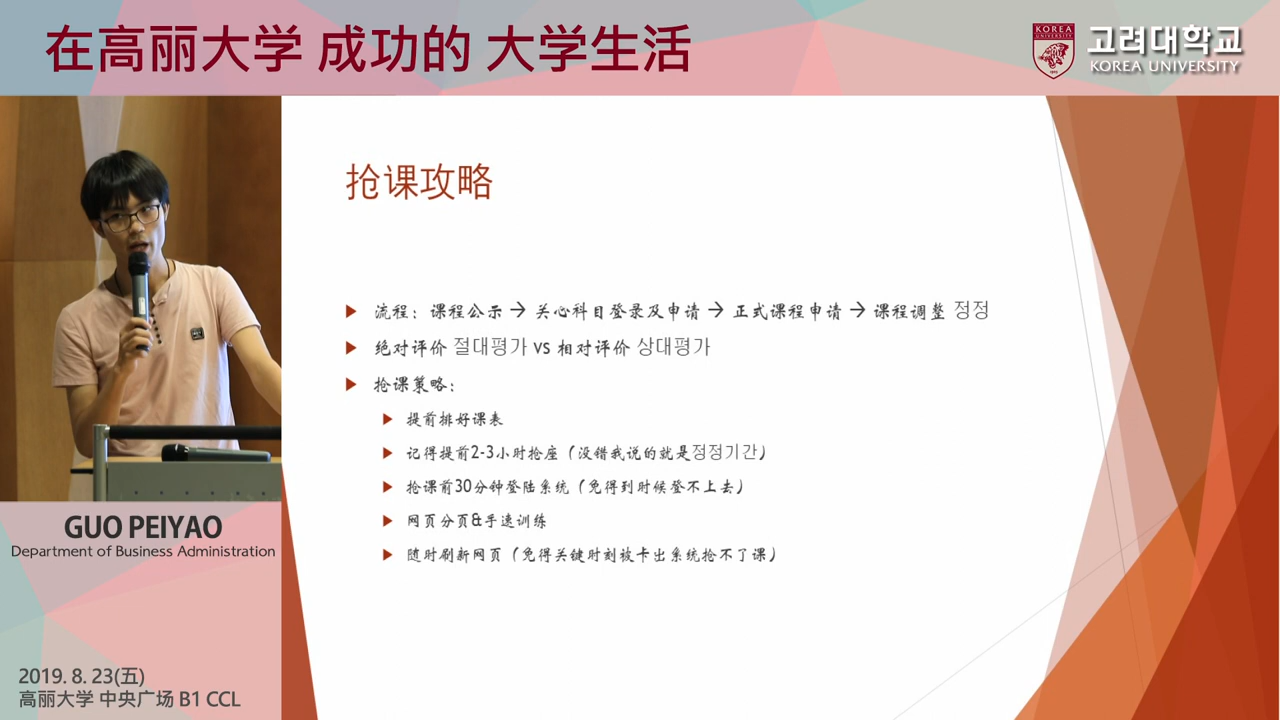 在高丽大学 成功的 大学生活
KOREA
UNIVERSITY
고려대학교
KOREA UNIVERSITY
抢课攻略
流程：课程公示 → 关心科目登录及申请 → 正式课程申请 → 课程调整 정정
绝对评价 절대평가 vs 相对评价 상대평가
抢课策略：
提前排好课表
记得提前2-3小时抢座（没错我说的就是정정기간）
抢课前30分钟登陆系统（免得到时候登不上去）
网页分页&手速训练
随时刷新网页（免得关键时刻被卡出系统抢不了课）
GUO PEIYAO
Department of Business Administration
2019. 8. 23(五)
高丽大学 中央广场 B1 CCL